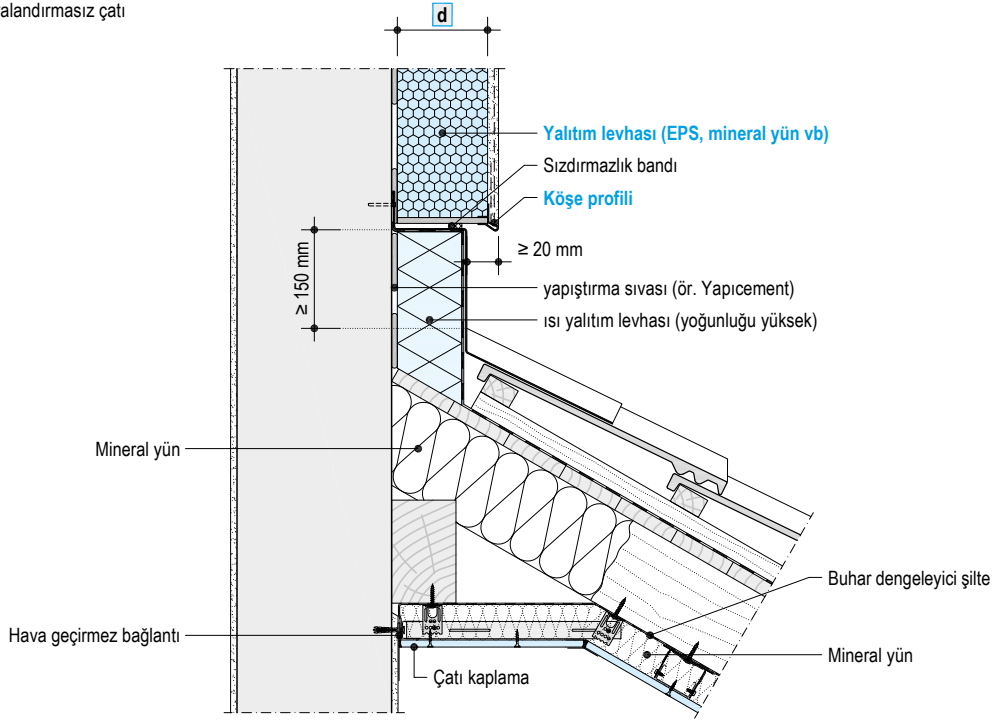 alandırmasız çatı
d
Yalıtım levhası (EPS, mineral yün vb)
Sızdırmazlık bandı
Köşe profili
≥ 20 mm
≥ 150 mm
yapıştırma sıvası (ör. Yapıcement)
ısı yalıtım levhası (yoğunluğu yüksek)
Mineral yün
Buhar dengeleyici şilte
Hava geçirmez bağlantı
Mineral yün
Çatı kaplama